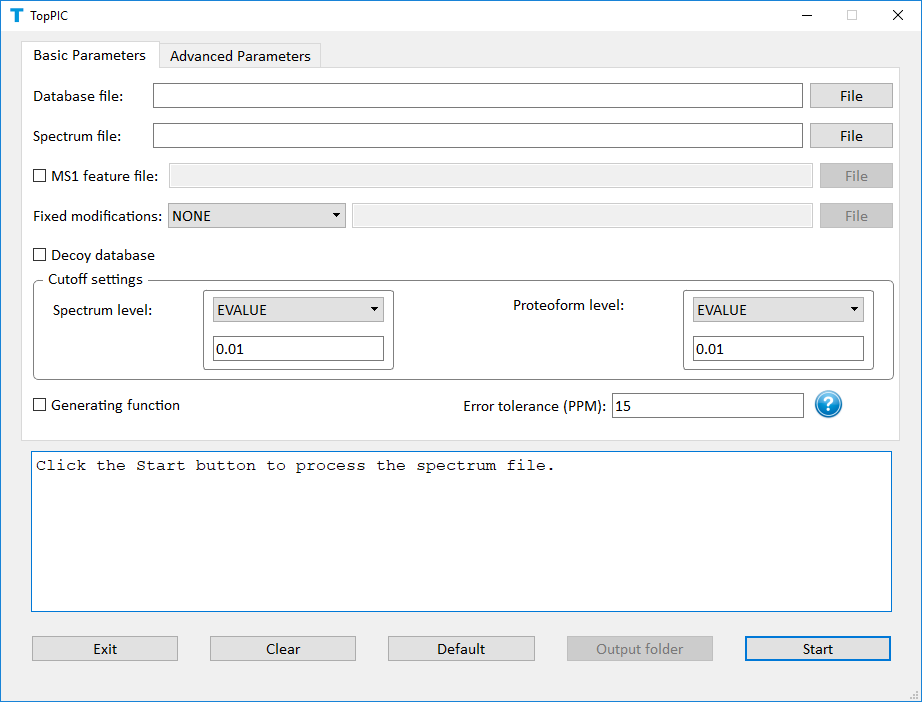 TopPIC
Basic Parameters Advanced Parameters
Database file: File
Spectrum file: File
MS1 feature file: File
Fixed modifications: NONE File
Decoy database
Cutoff settings
Spectrum level: EVALUE Proteoform level: EVALUE
0.01 0.01
Generating function Error tolerance (PPM): 15 ?
Click the Start button to process the spectrum file.
Exit Clear Default Output folder Start